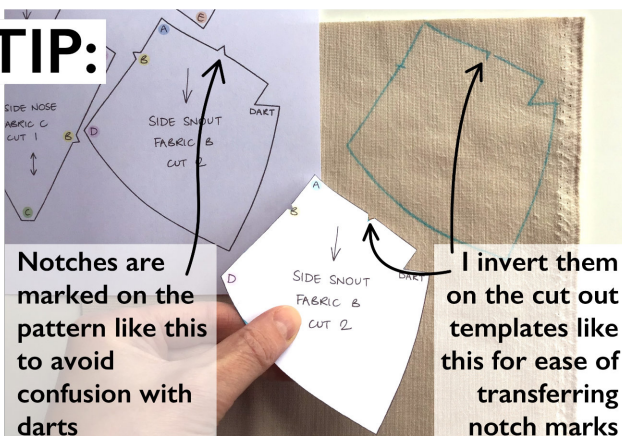 TIP:
E
A
B
SIDE NOSE
FABRIC C
CUT 1
B
D
C
SIDE SNOUT
FABRIC B
CUT 2
DART
A
B
D
SIDE SNOUT
FABRIC B
CUT 2
DART
Notches are
marked on the
pattern like this
to avoid
confusion with
darts
I invert them
on the cut out
templates like
this for ease of
transferring
notch marks